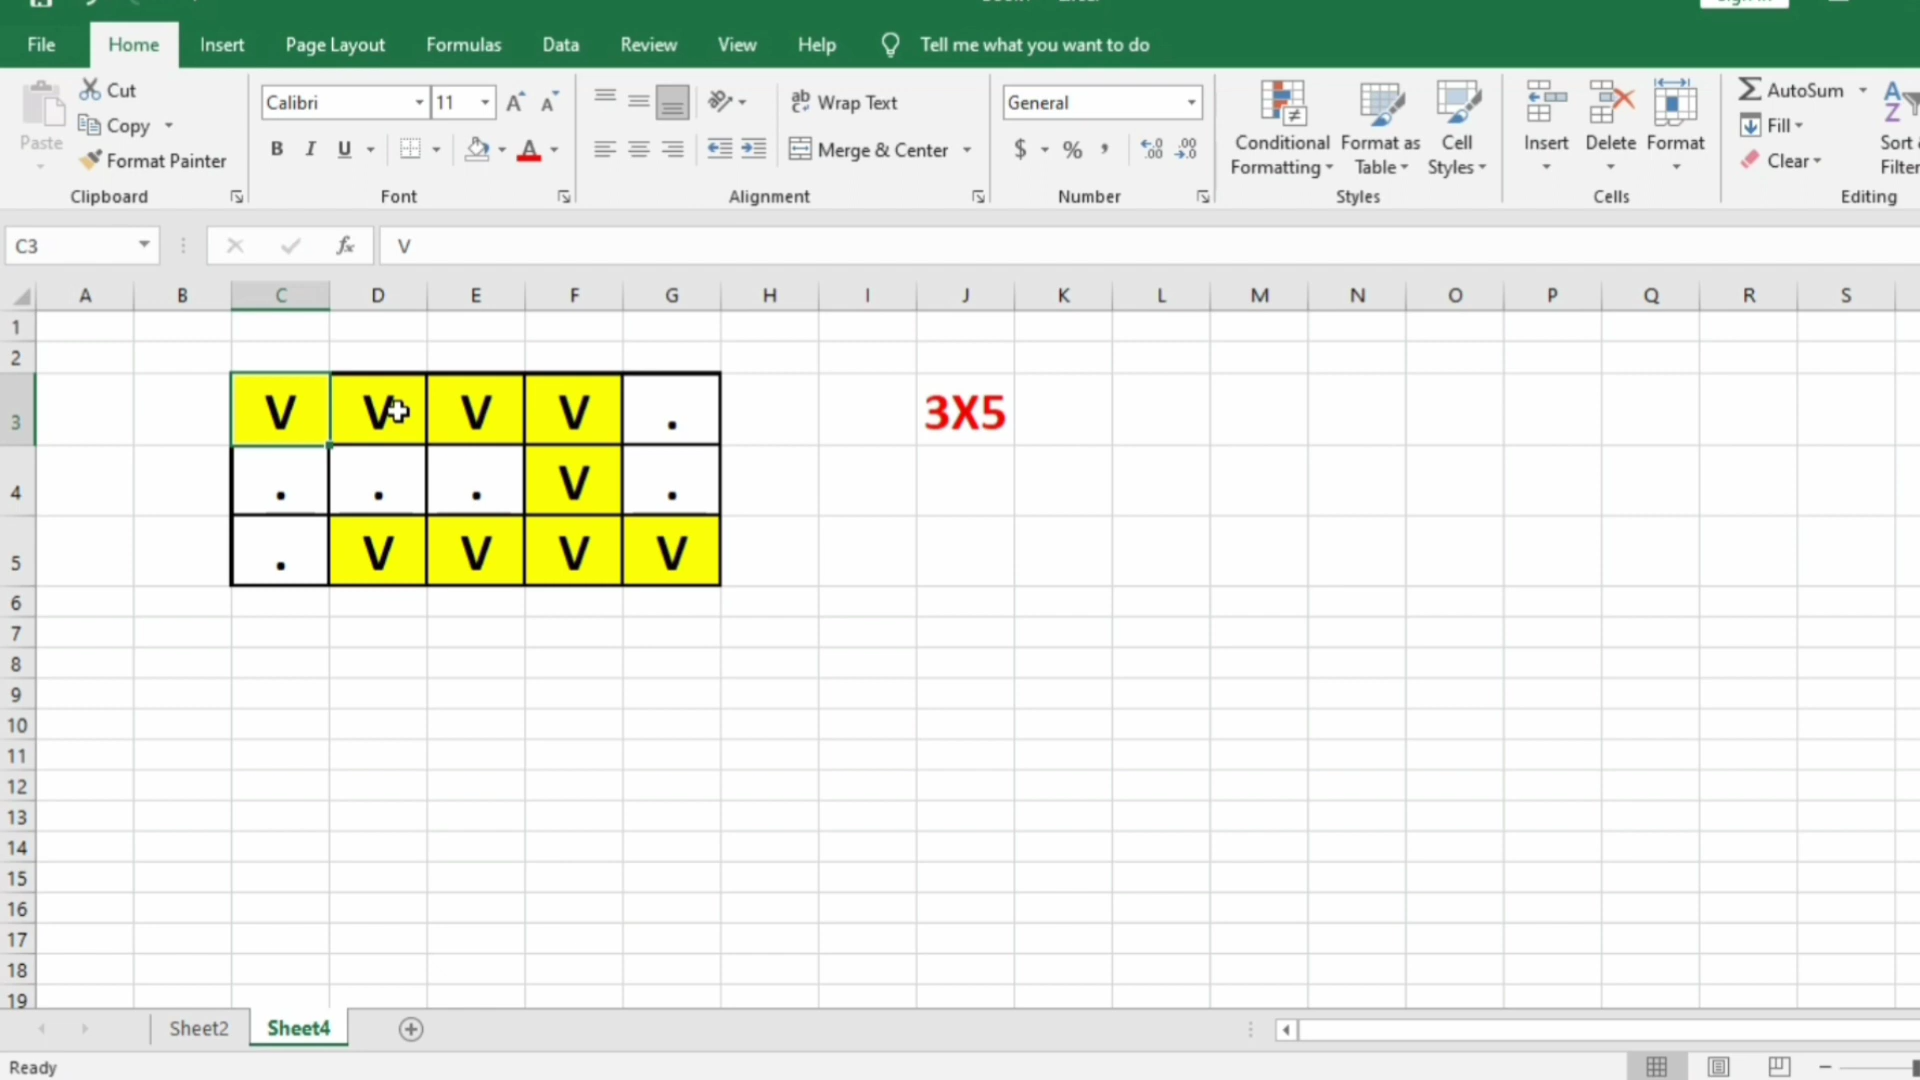 File Home Insert Page Layout Formulas Data Review View Help Tell me what you want to do
Cut
Copy
Format Painter
Paste
Clipboard
Calibri 11
B I U
Font
Wrap Text
Merge & Center
Alignment
General
$ % ,
Number
Conditional Formatting
Format as Table
Cell Styles
Styles
Insert Delete Format
Cells
AutoSum
Fill
Clear
Sort
Filter
Editing
C3 fx V
A B C D E F G H I J K L M N O P Q R S
1
2
3 V V V V . 3X5
4 . . . V .
5 . V V V V
6
7
8
9
10
11
12
13
14
15
16
17
18
19
Sheet2 Sheet4
Ready